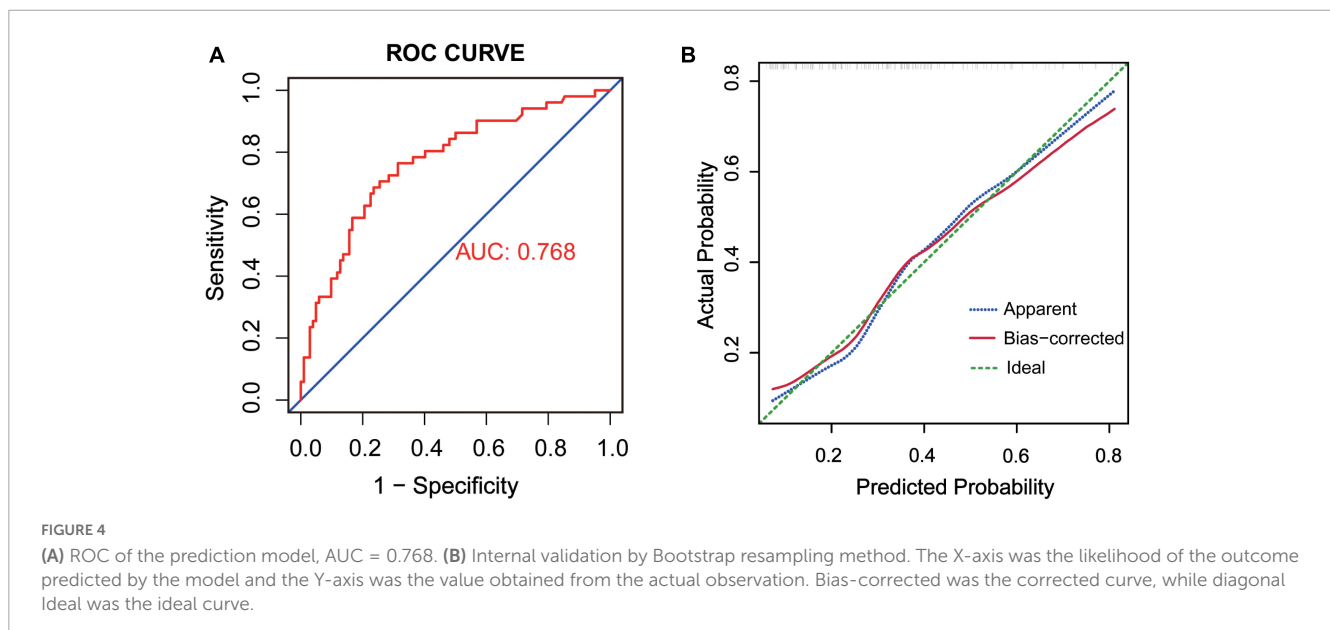 A
ROC CURVE
1.0
0.8
0.6
0.4
0.2
0.0
Sensitivity
AUC: 0.768
0.0 0.2 0.4 0.6 0.8 1.0
1 − Specificity
B
0.8
0.6
0.4
0.2
Actual Probability
Apparent
Bias−corrected
Ideal
0.2 0.4 0.6 0.8
Predicted Probability
FIGURE 4
(A) ROC of the prediction model, AUC = 0.768. (B) Internal validation by Bootstrap resampling method. The X-axis was the likelihood of the outcome
predicted by the model and the Y-axis was the value obtained from the actual observation. Bias-corrected was the corrected curve, while diagonal
Ideal was the ideal curve.